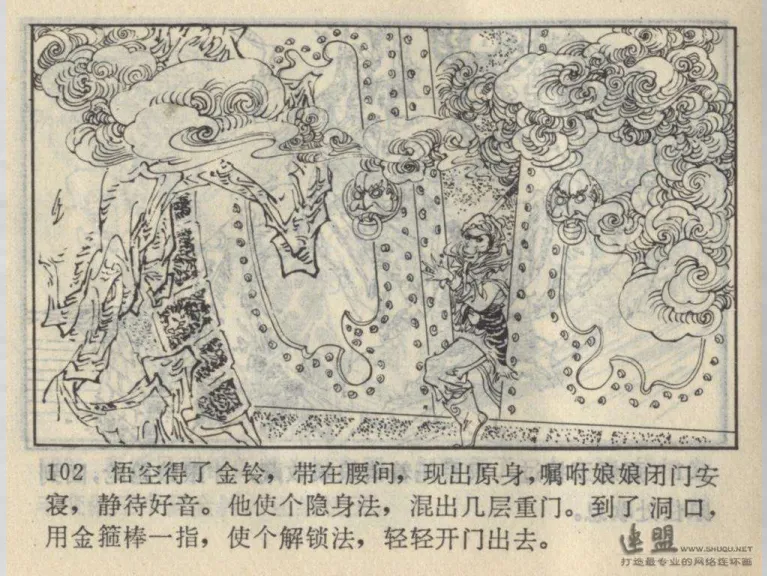 102 悟空得了金铃，带在腰间，现出原身，嘱咐娘娘闭门安
寝，静待好音。他使个隐身法，混出几层重门。到了洞口，
用金箍棒一指，使个解锁法，轻轻开门出去。
连盟 WWW.SHUQU.NET
打造最专业的网络连环画